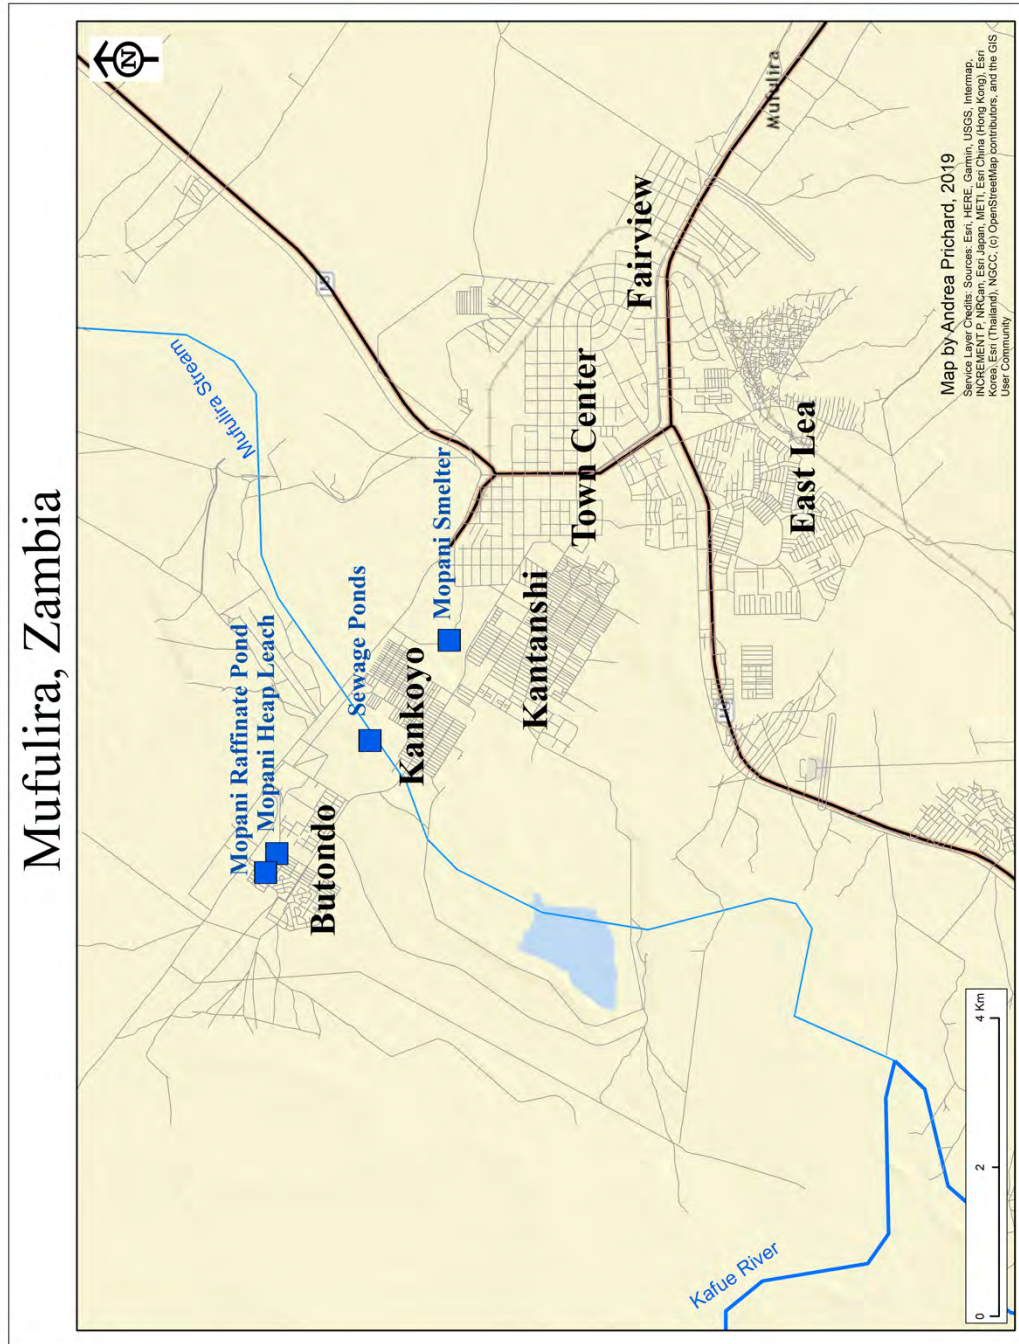 Mufulira, Zambia
N
Mufulira Stream
Mopani Raffinate Pond
Mopani Heap Leach
Sewage Ponds
Mopani Smelter
Butondo
Kankoyo
Kantanshi
Town Center
Fairview
East Lea
Mufulira
Kafue River
Map by Andrea Prichard, 2019
Service Layer Credits: Sources: Esri, HERE, Garmin, USGS, Intermap,
INCREMENT P, NRCan, Esri Japan, METI, Esri China (Hong Kong), Esri
Korea, Esri (Thailand), NGCC, (c) OpenStreetMap contributors, and the GIS
User Community
0 2 4 Km